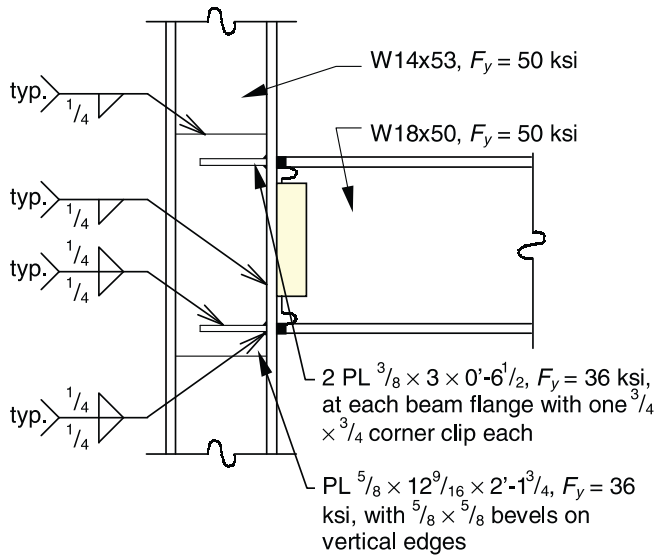 W14x53, Fy = 50 ksi
typ.
1/4
W18x50, Fy = 50 ksi
typ.
1/4
typ.
1/4
1/4
2 PL 3/8 × 3 × 0'-6 1/2, Fy = 36 ksi,
at each beam flange with one 3/4
× 3/4 corner clip each
typ.
1/4
1/4
PL 5/8 × 12 9/16 × 2'-1 3/4, Fy = 36
ksi, with 5/8 × 5/8 bevels on
vertical edges